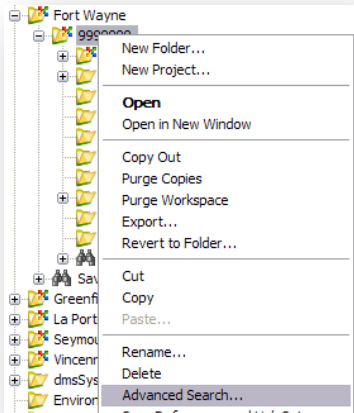 Fort Wayne
9999999
New Folder...
New Project...
Open
Open in New Window
Copy Out
Purge Copies
Purge Workspace
Export...
Revert to Folder...
Sav
Cut
Greenfi
Copy
La Port
Paste...
Seymou
Rename...
Vincenn
Delete
dmsSys
Advanced Search...
Environ